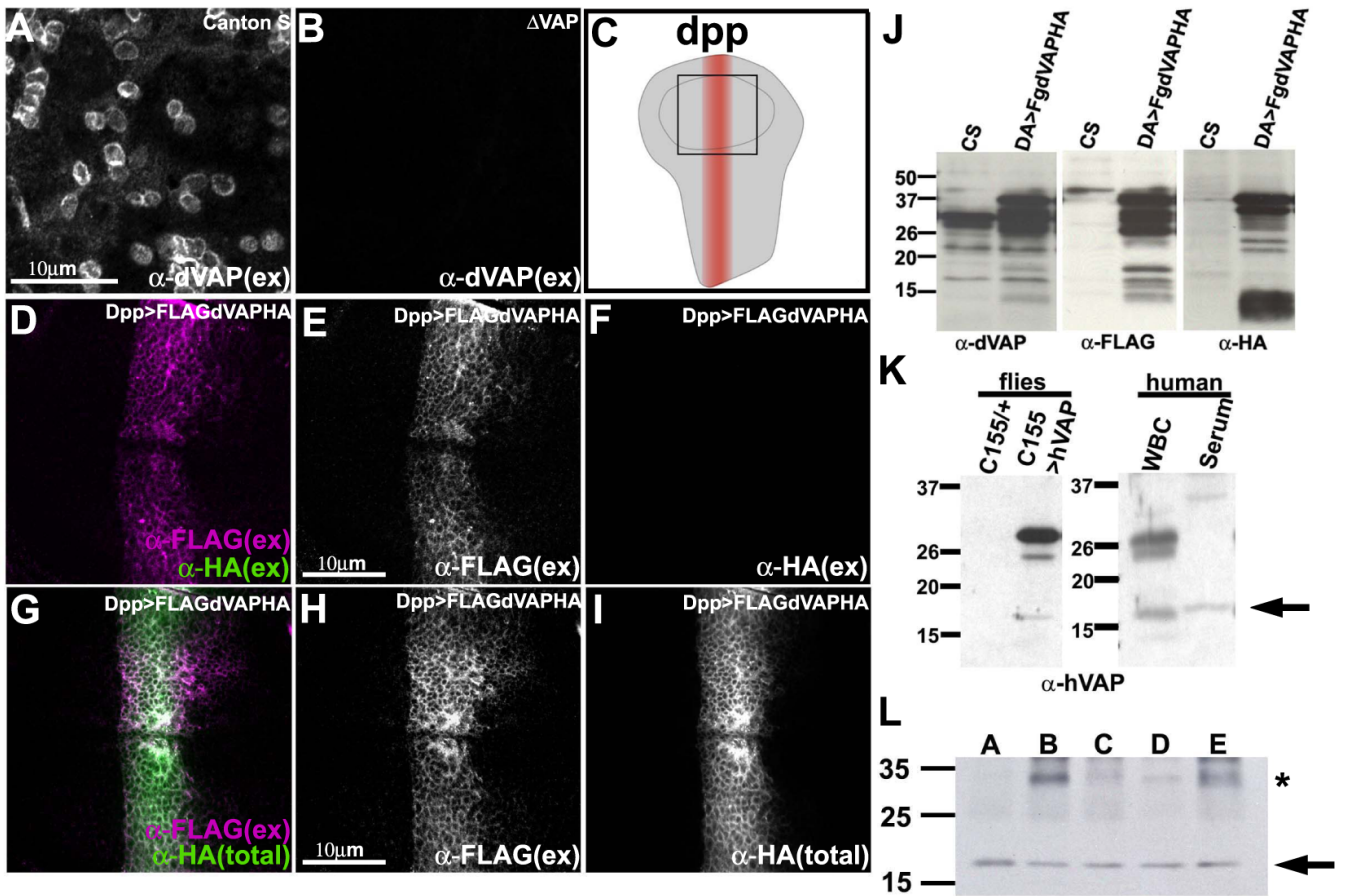 A
Canton S
α-dVAP(ex)
10μm
B
ΔVAP
α-dVAP(ex)
C
dpp
D
Dpp>FLAGdVAPHA
α-FLAG(ex)
α-HA(ex)
E
Dpp>FLAGdVAPHA
10μm
α-FLAG(ex)
F
Dpp>FLAGdVAPHA
α-HA(ex)
G
Dpp>FLAGdVAPHA
α-FLAG(ex)
α-HA(total)
H
Dpp>FLAGdVAPHA
10μm
α-FLAG(ex)
I
Dpp>FLAGdVAPHA
α-HA(total)
J
CS
DA>FgdVAPHA
CS
DA>FgdVAPHA
CS
DA>FgdVAPHA
50
37
26
20
15
α-dVAP
α-FLAG
α-HA
K
flies
human
C155/+
C155
>hVAP
WBC
Serum
37
26
20
15
37
26
20
15
α-hVAP
L
A B C D E
35
25
15
*